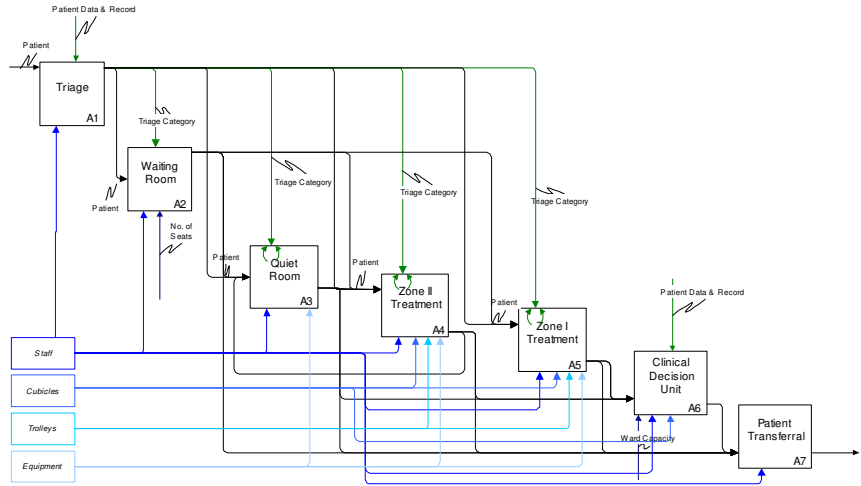 Patient Data & Record
Patient
Triage
A1
Triage Category
Waiting
Room
A2
Patient
No. of
Seats
Triage Category
Triage Category
Triage Category
Patient
Quiet
Room
A3
Patient
Zone II
Treatment
A4
Patient
Zone I
Treatment
A5
Patient Data & Record
Clinical
Decision
Unit
A6
Ward Capacity
Patient
Transferral
A7
Staff
Cubicles
Trolleys
Equipment